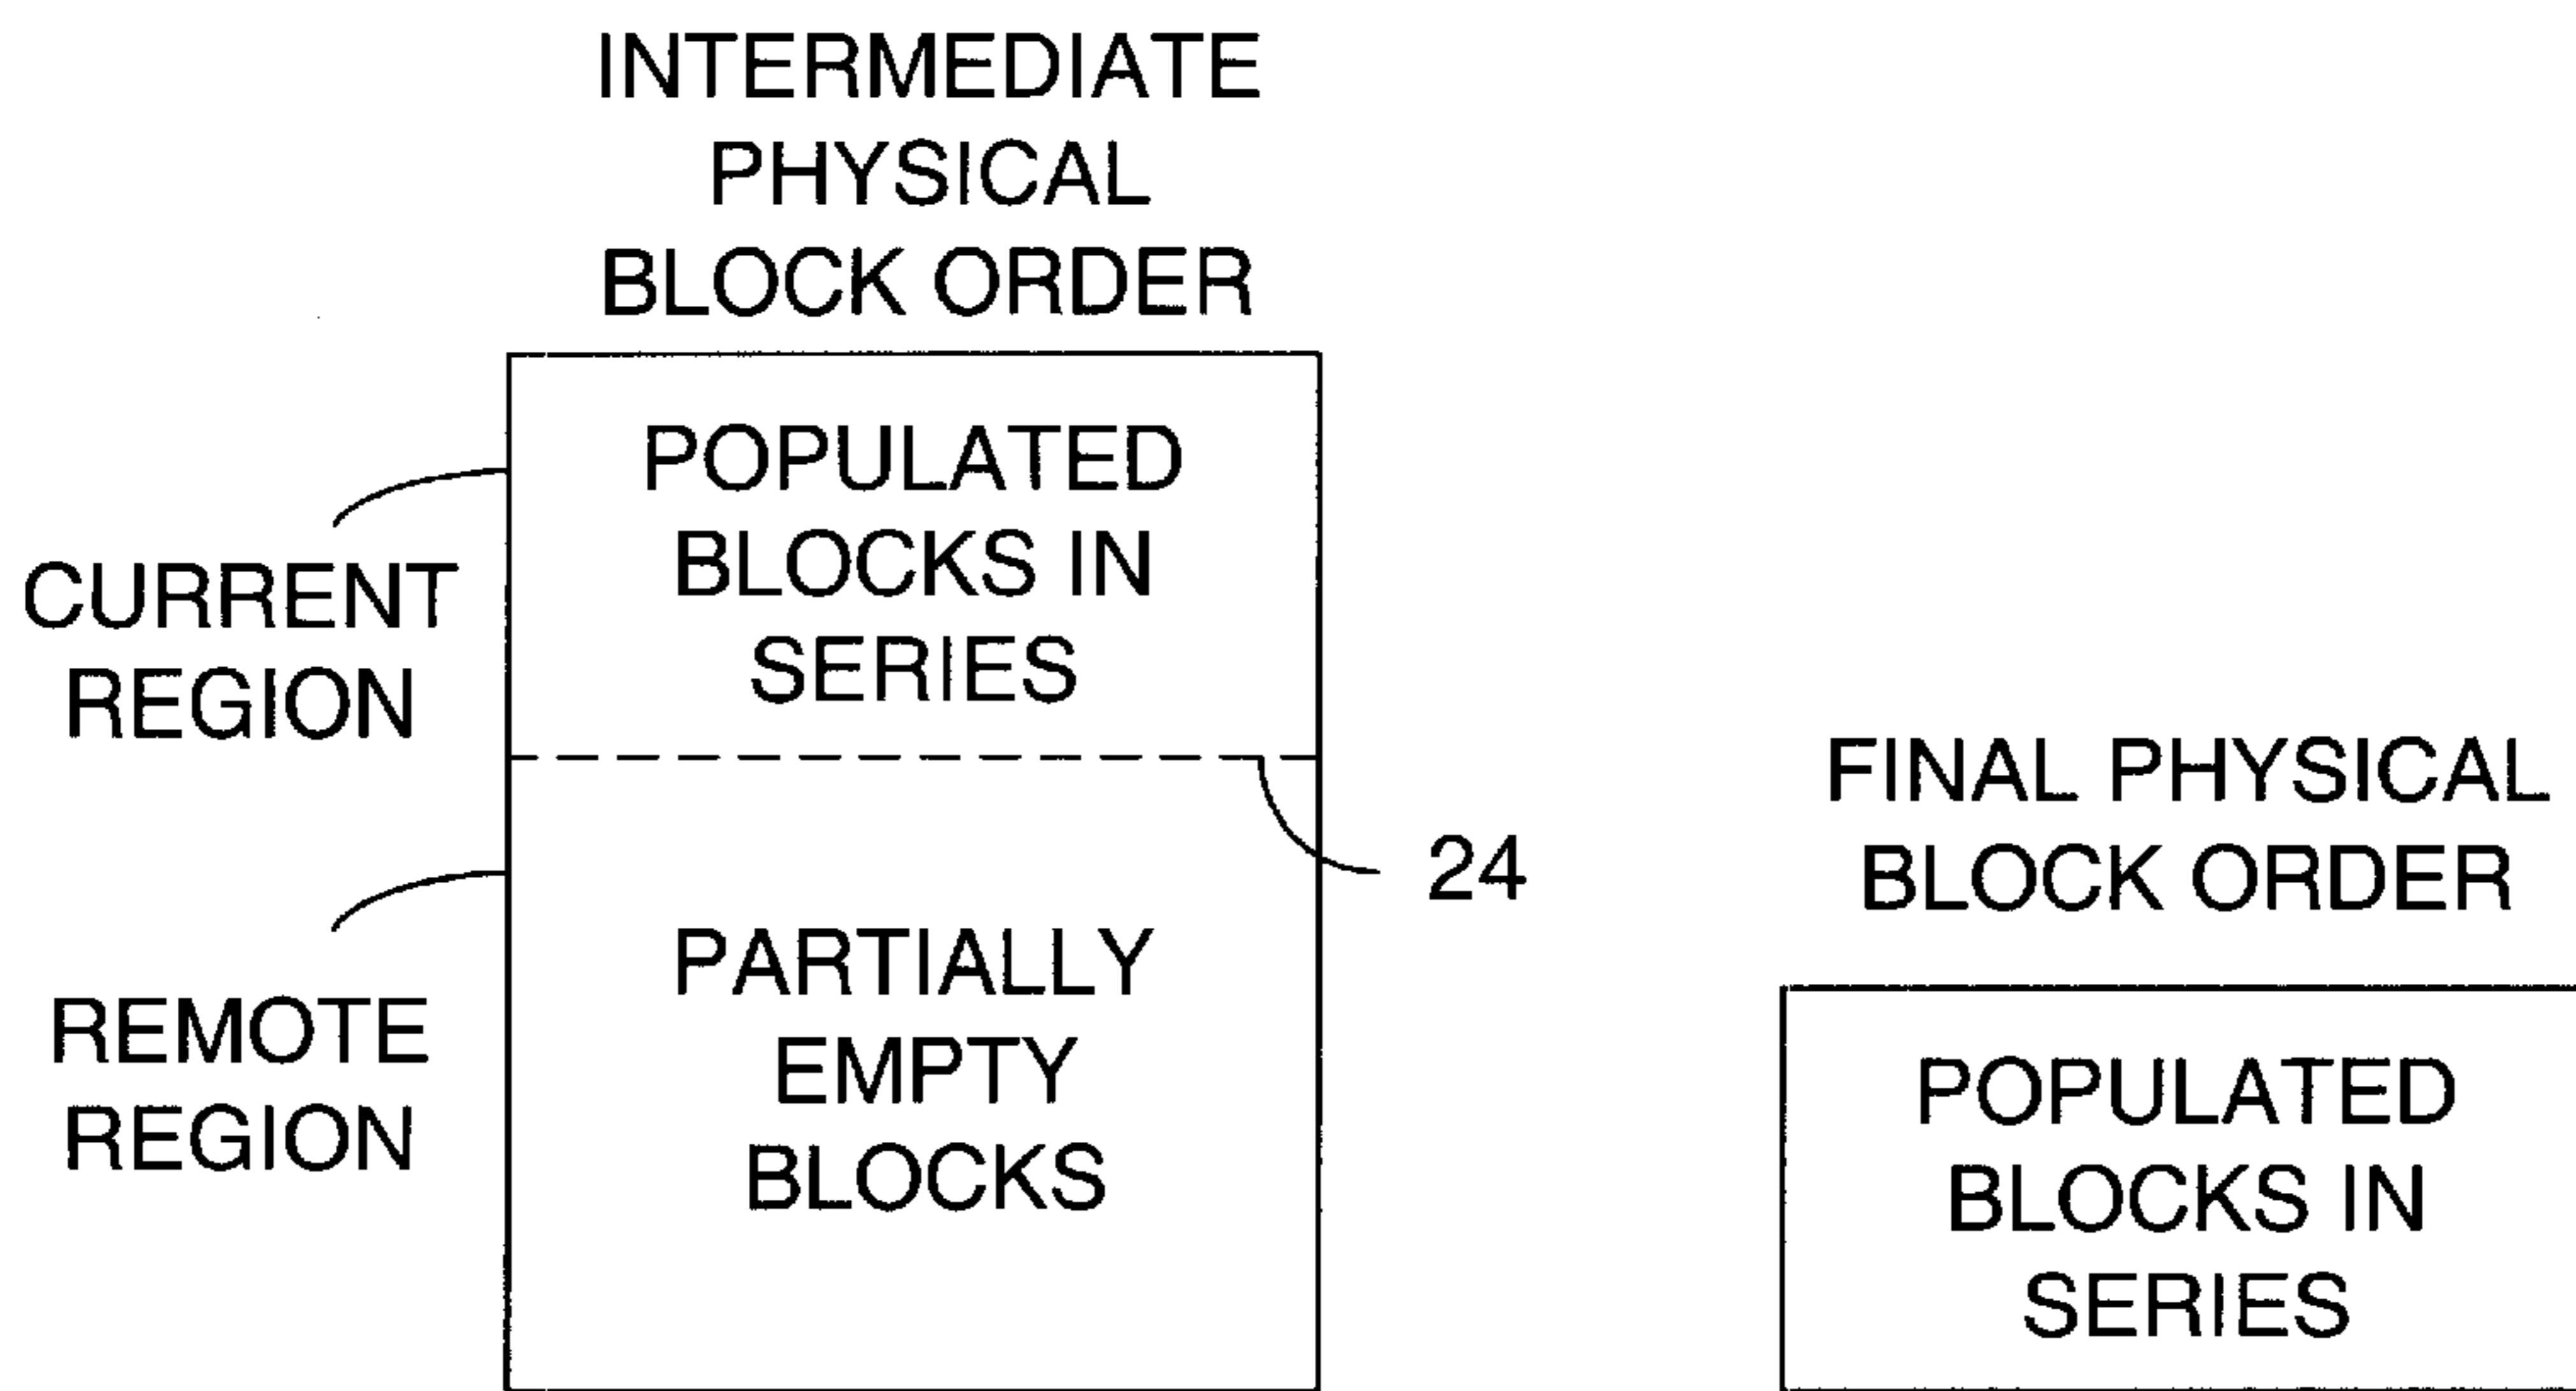 INTERMEDIATE
PHYSICAL
BLOCK ORDER
POPULATED
BLOCKS IN
SERIES
CURRENT
REGION
24
REMOTE
REGION
PARTIALLY
EMPTY
BLOCKS
FINAL PHYSICAL
BLOCK ORDER
POPULATED
BLOCKS IN
SERIES